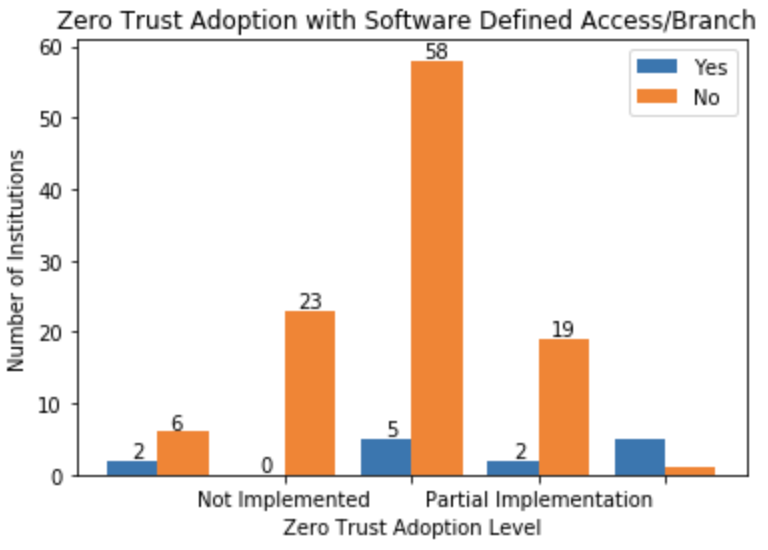 Zero Trust Adoption with Software Defined Access/Branch
60
50
40
30
20
10
0
Number of Institutions
Yes
No
2
6
0
23
5
58
2
19
Not Implemented
Partial Implementation
Zero Trust Adoption Level